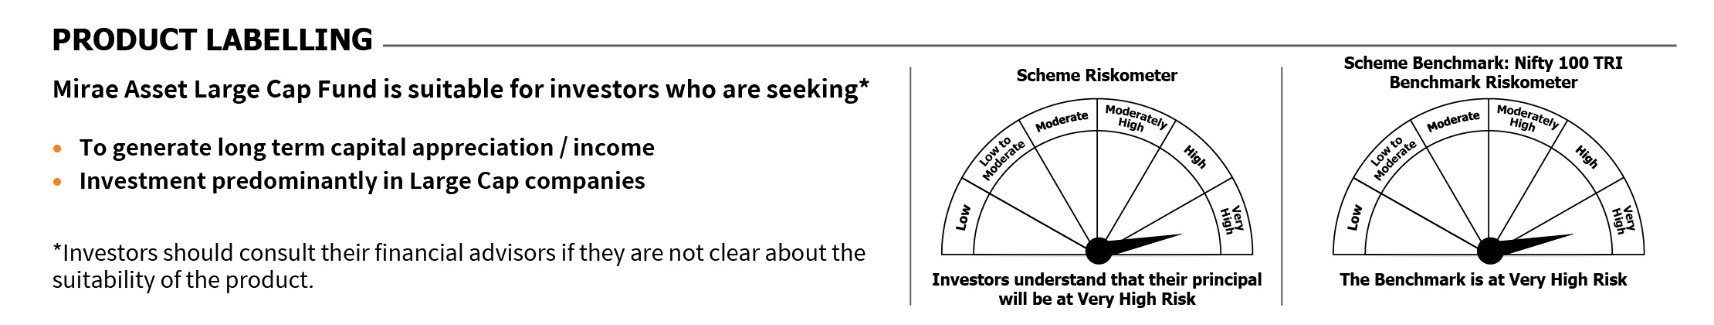 PRODUCT LABELLING
Mirae Asset Large Cap Fund is suitable for investors who are seeking*
• To generate long term capital appreciation / income
• Investment predominantly in Large Cap companies
*Investors should consult their financial advisors if they are not clear about the
suitability of the product.
Scheme Riskometer
Low
Low to
Moderate
Moderate
Moderately
High
High
Very
High
Investors understand that their principal
will be at Very High Risk
Scheme Benchmark: Nifty 100 TRI
Benchmark Riskometer
Low
Low to
Moderate
Moderate
Moderately
High
High
Very
High
The Benchmark is at Very High Risk